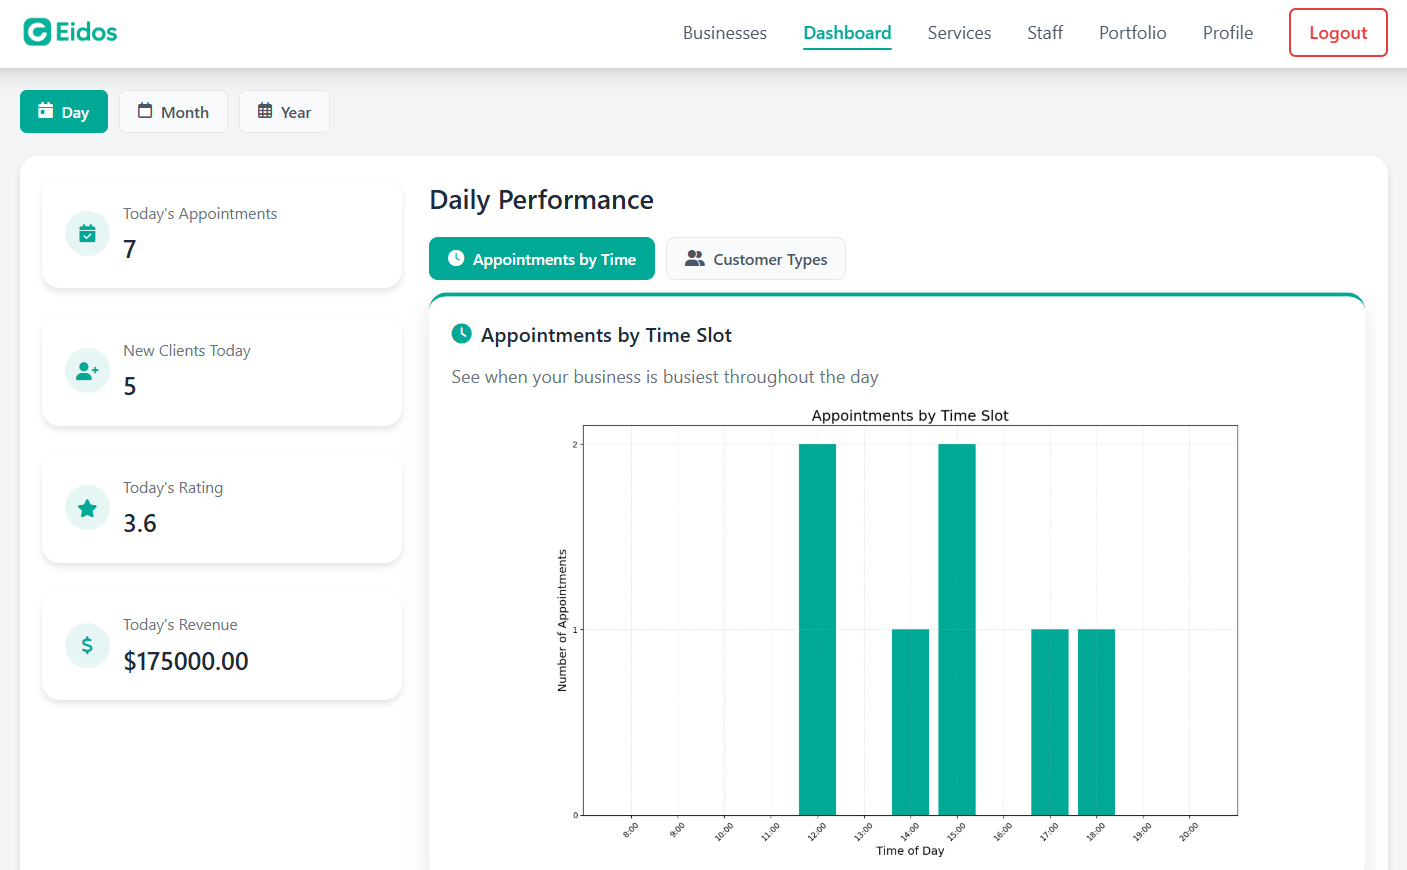 Eidos
Businesses Dashboard Services Staff Portfolio Profile Logout
Day Month Year
Today's Appointments
7
New Clients Today
5
Today's Rating
3.6
Today's Revenue
$175000.00
Daily Performance
Appointments by Time Customer Types
Appointments by Time Slot
See when your business is busiest throughout the day
Appointments by Time Slot
Number of Appointments
2
1
0
8:00 9:00 10:00 11:00 12:00 13:00 14:00 15:00 16:00 17:00 18:00 19:00 20:00
Time of Day